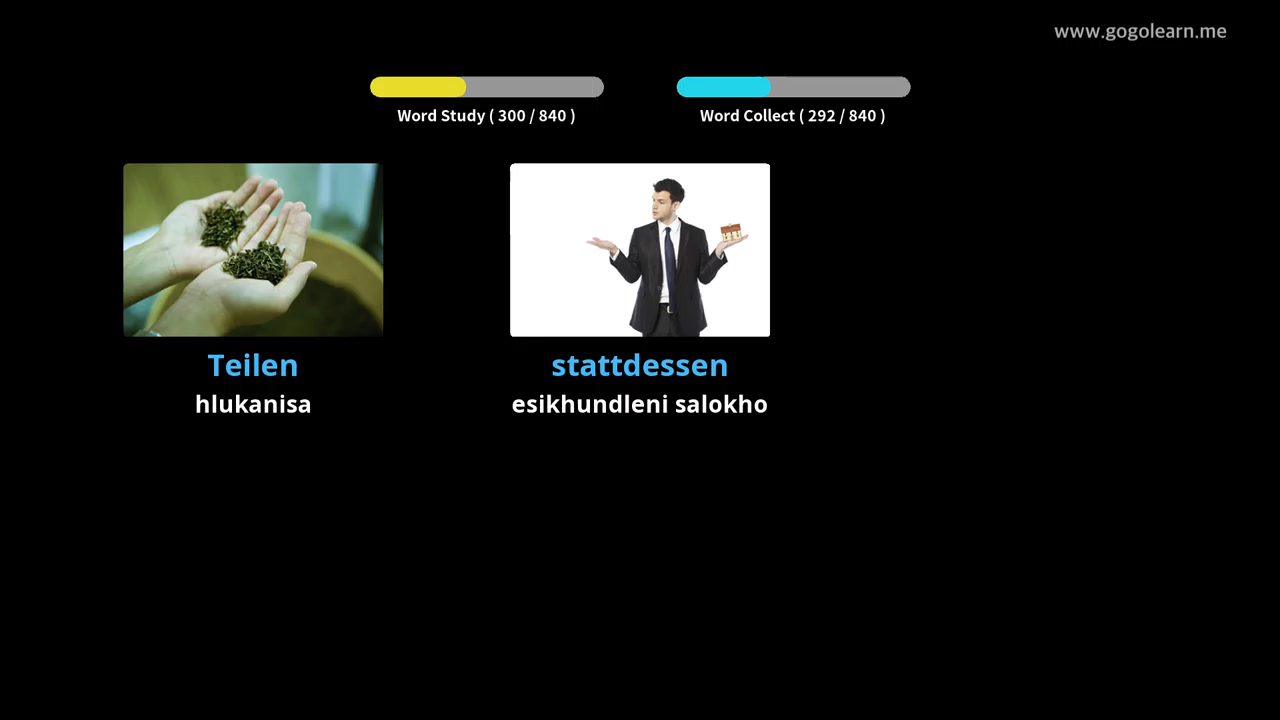 www.gogolearn.me
Word Study ( 300 / 840 )
Word Collect ( 292 / 840 )
Teilen
hlukanisa
stattdessen
esikhundleni salokho